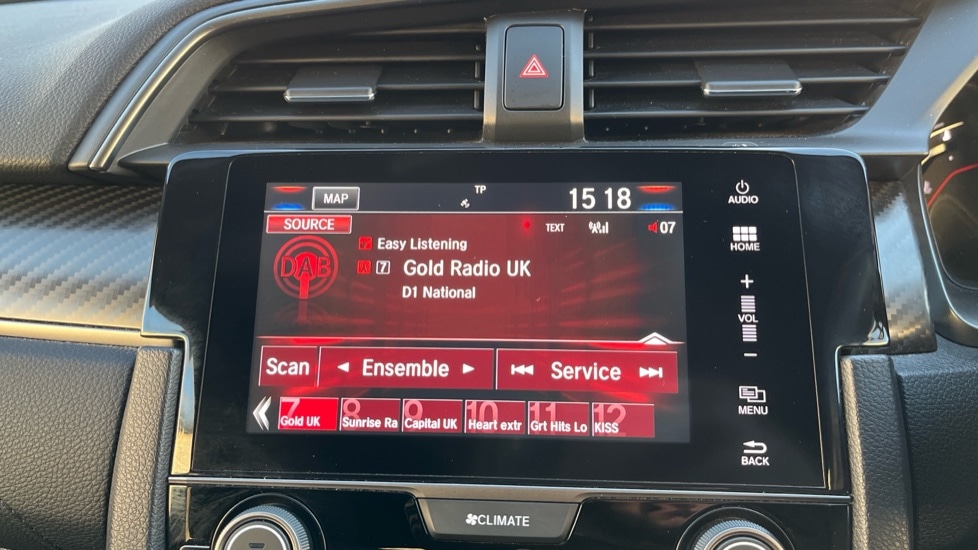 MAP TP 15 18
SOURCE TEXT 07
DAB
Easy Listening
7 Gold Radio UK
D1 National
Scan ◄ Ensemble ► Service
7 8 9 10 11 12
Gold UK Sunrise Ra Capital UK Heart extr Grt Hits Lo KISS
AUDIO
HOME
+
VOL
−
MENU
BACK
CLIMATE